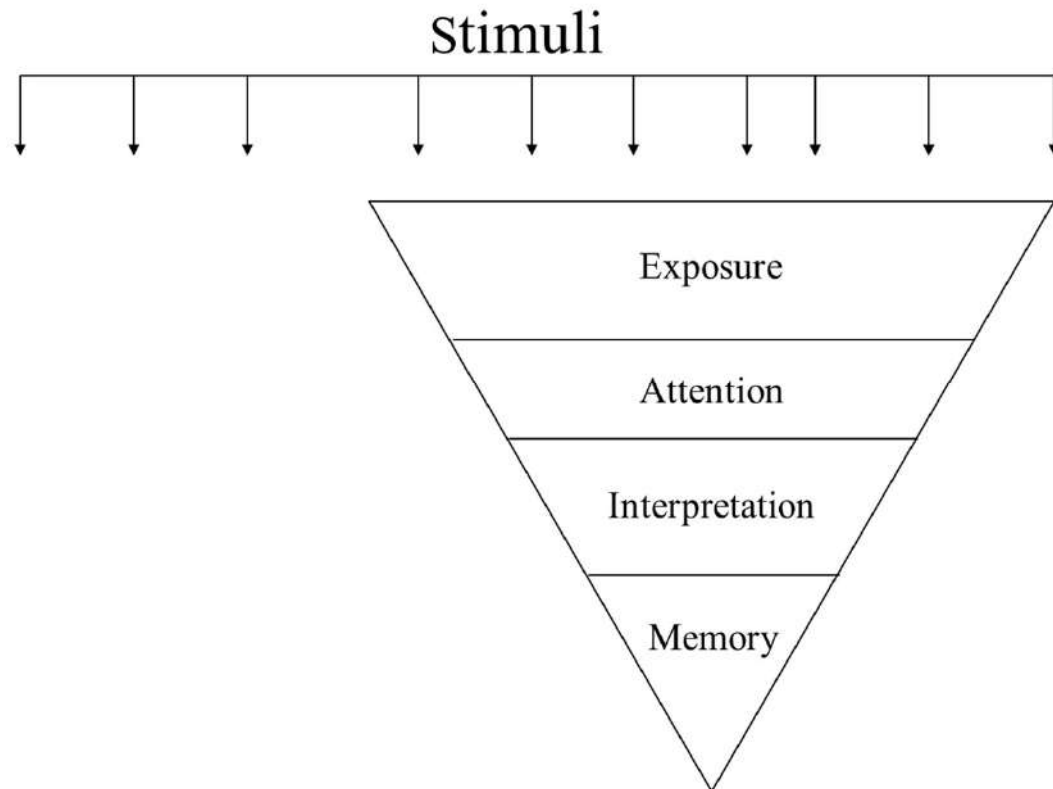 Stimuli
Exposure
Attention
Interpretation
Memory